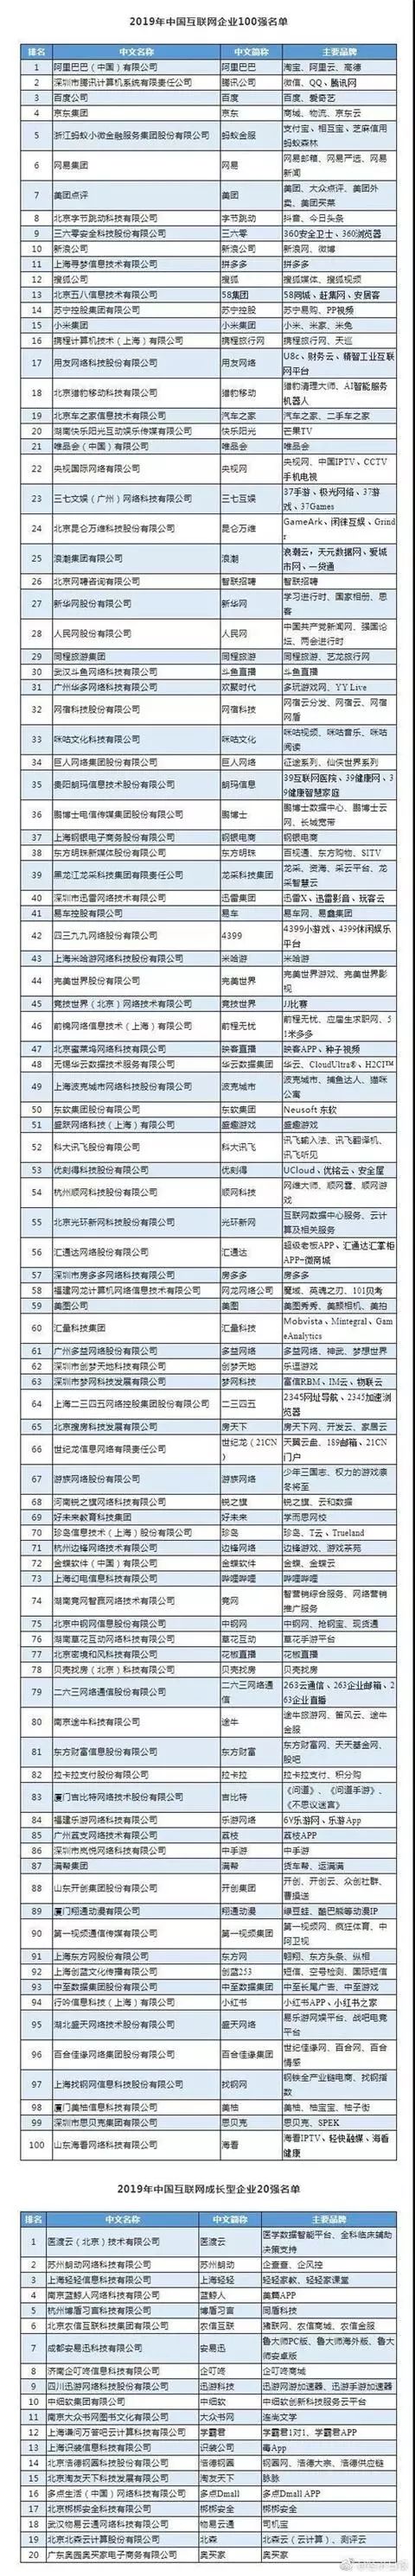 2019年中国互联网企业100强名单
排名 中文名称 中文简称 主要品牌
1 阿里巴巴（中国）有限公司 阿里巴巴 淘宝、阿里云、高德
2 深圳市腾讯计算机系统有限责任公司 腾讯公司 微信、QQ、腾讯网
3 百度公司 百度 百度、爱奇艺
4 京东集团 京东 商城、物流、京东云
5 浙江蚂蚁小微金融服务集团股份有限公司 蚂蚁金服 支付宝、相互宝、芝麻信用
蚂蚁森林
6 网易集团 网易 网易邮箱、网易严选、网易
新闻
7 美团点评 美团 美团、大众点评、美团外
卖、美团买菜
8 北京字节跳动科技有限公司 字节跳动 抖音、今日头条
9 三六零安全科技股份有限公司 三六零 360安全卫士、360浏览器
10 新浪公司 新浪公司 新浪网、微博
11 上海寻梦信息技术有限公司 拼多多 拼多多
12 搜狐公司 搜狐 搜狐媒体、搜狐视频
13 北京五八信息技术有限公司 58集团 58同城、赶集网、安居客
14 苏宁控股集团有限公司 苏宁控股 苏宁易购、PP视频
15 小米集团 小米集团 小米、米家、米兔
16 携程计算机技术（上海）有限公司 携程旅行网 携程旅行网、天巡
17 用友网络科技股份有限公司 用友网络 U8c、财务云、精智工业互联
网平台
18 北京猎豹移动科技有限公司 猎豹移动 猎豹清理大师、AI智能服务
机器人
19 北京车之家信息技术有限公司 汽车之家 汽车之家、二手车之家
20 湖南快乐阳光互动娱乐传媒有限公司 快乐阳光 芒果TV
21 唯品会（中国）有限公司 唯品会 唯品会
22 央视国际网络有限公司 央视网 央视网、中国IPTV、CCTV
手机电视
23 三七文娱（广州）网络科技有限公司 三七互娱 37手游、极光网络、37游
戏、37Games
24 北京昆仑万维科技股份有限公司 昆仑万维 GameArk、闲徕互娱、Grind
r
25 浪潮集团有限公司 浪潮 浪潮云，天元数据网、爱城
市网、一贷通
26 北京网聘咨询有限公司 智联招聘 智联招聘
27 新华网股份有限公司 新华网 学习进行时、国家相册、思
客
28 人民网股份有限公司 人民网 中国共产党新闻网、强国论
坛、两会进行时
29 同程旅游集团 同程旅游 同程旅游、艺龙旅行网
30 武汉斗鱼网络科技有限公司 斗鱼直播 斗鱼直播
31 广州华多网络科技有限公司 欢聚时代 多玩游戏网、YY Live
32 网宿科技股份有限公司 网宿科技 网宿云分发、网宿云、网宿
网盾
33 咪咕文化科技有限公司 咪咕文化 咪咕视频、咪咕音乐、咪咕
阅读
34 巨人网络集团股份有限公司 巨人网络 征途系列、仙侠世界系列
35 贵阳朗玛信息技术股份有限公司 朗玛信息 39互联网医院、39健康网、3
9健康智慧家庭
36 鹏博士电信传媒集团股份有限公司 鹏博士 鹏博士数据中心、鹏博士云
网、长城宽带
37 上海钢银电子商务股份有限公司 钢银电商 钢银电商
38 东方明珠新媒体股份有限公司 东方明珠 百视通、东方购物、SITV
39 黑龙江龙采科技集团有限责任公司 龙采科技集团 龙采、资海、采云平台、龙
采智慧云
40 深圳市迅雷网络技术有限公司 迅雷集团 迅雷X、迅雷影音、玩客云
41 易车控股有限公司 易车 易车网、易鑫集团
42 四三九九网络股份有限公司 4399 4399小游戏、4399休闲娱乐
平台
43 上海米哈游网络科技股份有限公司 米哈游 米哈游
44 完美世界股份有限公司 完美世界 完美世界游戏、完美世界影
视
45 竞技世界（北京）网络技术有限公司 竞技世界 JJ比赛
46 前锦网络信息技术（上海）有限公司 前程无忧 前程无忧、应届生求职网、5
1米多多
47 北京蜜莱坞网络科技有限公司 映客直播 映客APP、种子视频
48 无锡华云数据技术服务有限公司 华云数据集团 华云、CloudUltra®、H2CI™
49 上海波克城市网络科技股份有限公司 波克城市 波克城市、捕鱼达人、猫咪
公寓
50 东软集团股份有限公司 东软集团 Neusoft 东软
51 盛跃网络科技（上海）有限公司 盛趣游戏 盛趣游戏
52 科大讯飞股份有限公司 科大讯飞 讯飞输入法、讯飞翻译机、
讯飞听见
53 优刻得科技股份有限公司 优刻得 UCloud、优铭云、安全屋
54 杭州顺网科技股份有限公司 顺网科技 网维大师、顺网云、顺网游
戏
55 北京光环新网科技股份有限公司 光环新网 互联网数据中心服务、云计
算及相关服务
56 汇通达网络股份有限公司 汇通达 超级老板APP、汇通达汇掌柜
APP+微商城
57 深圳市房多多网络科技有限公司 房多多 房多多
58 福建网龙计算机网络信息技术有限公司 网龙网络公司 魔域、英魂之刃、101贝考
59 美图公司 美图 美图秀秀、美颜相机、美拍
60 汇量科技集团 汇量科技 Mobvista、Mintegral、Gam
eAnalytics
61 广州多益网络股份有限公司 多益网络 多益网络、神武、梦想世界
62 深圳市创梦天地科技有限公司 创梦天地 乐逗游戏
63 深圳市梦网科技发展有限公司 梦网科技 富信RBM、IM云、物联云
64 上海二三四五网络控股集团股份有限公司 二三四五 2345网址导航、2345加速浏
览器
65 北京搜房科技发展有限公司 房天下 房天下网、开发云、家居云
66 世纪龙信息网络有限责任公司 世纪龙（21CN） 天翼云盘、189邮箱、21CN
门户
67 游族网络股份有限公司 游族网络 少年三国志、权力的游戏凛
冬将至
68 河南锐之旗网络科技有限公司 锐之旗 锐之旗、云和数据
69 好未来教育科技集团 好未来 学而思网校
70 珍岛信息技术（上海）股份有限公司 珍岛 珍岛、T云、Trueland
71 杭州边锋网络技术有限公司 边锋网络 边锋游戏、游戏茶苑
72 金蝶软件（中国）有限公司 金蝶软件 金蝶、金蝶云
73 上海幻电信息科技有限公司 哔哩哔哩 哔哩哔哩
74 湖南竞网智赢网络技术有限公司 竞网 智营销综合服务、网络营销
推广服务
75 北京中钢网信息股份有限公司 中钢网 中钢网、抢钢宝、现货通
76 湖南草花互动网络科技有限公司 草花互动 草花手游平台
77 北京密境和风科技有限公司 花椒直播 花椒直播
78 贝壳找房（北京）科技有限公司 贝壳找房 贝壳找房
79 二六三网络通信股份有限公司 二六三网络通信 263云通信、263企业邮箱、2
63企业直播
80 南京途牛科技有限公司 途牛 途牛旅游网、笛风云、途牛
金服
81 东方财富信息股份有限公司 东方财富 东方财富网、天天基金网、
股吧
82 拉卡拉支付股份有限公司 拉卡拉 拉卡拉支付、积分购
83 厦门吉比特网络技术股份有限公司 吉比特 《问道》、《问道手游》、
《不思议迷宫》
84 福建乐游网络科技有限公司 乐游网络 6Y乐游网、乐游App
85 广州荔支网络技术有限公司 荔枝 荔枝APP
86 深圳市岚悦网络科技有限公司 中手游 中手游
87 满帮集团 满帮 货车帮、运满满
88 山东开创集团股份有限公司 开创集团 开创、开创云、众创社群、
曹操送
89 厦门翔通动漫有限公司 翔通动漫 绿豆蛙、酷巴熊等动漫IP
90 第一视频通信传媒有限公司 第一视频集团 第一视频网、疯狂体育、中
阿卫视
91 上海东方网股份有限公司 东方网 翱翔、东方头条、纵相
92 上海创蓝文化传播有限公司 创蓝253 短信、空号检测、国际短信
93 中至数据集团股份有限公司 中至数据集团 中至长尾广告、中至游戏
94 行吟信息科技（上海）有限公司 小红书 小红书APP、小红书之家
95 湖北盛天网络技术股份有限公司 盛天网络 易乐游网娱平台、战吧电竞
平台
96 百合佳缘网络集团股份有限公司 百合佳缘集团 世纪佳缘网、百合网、百合
情感
97 上海找钢网信息科技股份有限公司 找钢网 钢铁全产业链电商、找钢指
数
98 厦门美柚信息科技有限公司 美柚 美柚、柚宝宝、柚子街
99 深圳市思贝克集团有限公司 思贝克 思贝克、SPEK
100 山东海看网络科技有限公司 海看 海看IPTV、轻快融媒、海看
健康
2019年中国互联网成长型企业20强名单
排名 中文名称 中文简称 主要品牌
1 医渡云（北京）技术有限公司 医渡云 医学数据智能平台、全科临床辅助
决策支持
2 苏州朗动网络科技有限公司 苏州朗动 企查查、企风控
3 上海轻轻信息科技有限公司 上海轻轻 轻轻家教、轻轻家课堂
4 南京蓝鲸人网络科技有限公司 蓝鲸人 美篇APP
5 杭州博盾习言科技有限公司 博盾习言 同盾科技
6 北京农信互联科技集团有限公司 农信互联 猪联网、农信商城、农信金服
7 成都安易迅科技有限公司 安易迅 鲁大师PC版、鲁大师海外版、鲁大
师安卓版
8 济南企叮咚信息科技有限公司 企叮咚 企叮咚商城
9 四川迅游网络科技股份有限公司 迅游科技 迅游网游加速器、迅游手游加速器
10 中细软集团有限公司 中细软 中细软创新科技服务云平台
11 南京大众书网图书文化有限公司 大众书网 连尚文学
12 上海谦问万答吧云计算科技有限公司 学霸君 学霸君1对1、学霸君APP
13 上海识装信息科技有限公司 识装公司 毒App
14 北京浩德钢圈科技股份有限公司 浩德钢圈 钢圈网、浩德大宗、浩德供应链
15 北京淘友天下科技发展有限公司 淘友天下 脉脉
16 多点生活（中国）网络科技有限公司 多点Dmall 多点Dmall APP
17 北京梆梆安全科技有限公司 梆梆安全 梆梆安全
18 武汉物易云通网络科技有限公司 物易云通 司机宝
19 北京北森云计算股份有限公司 北森 北森云（云计算）、测评云
20 广东奥园奥买家电子商务有限公司 奥买家 奥买家